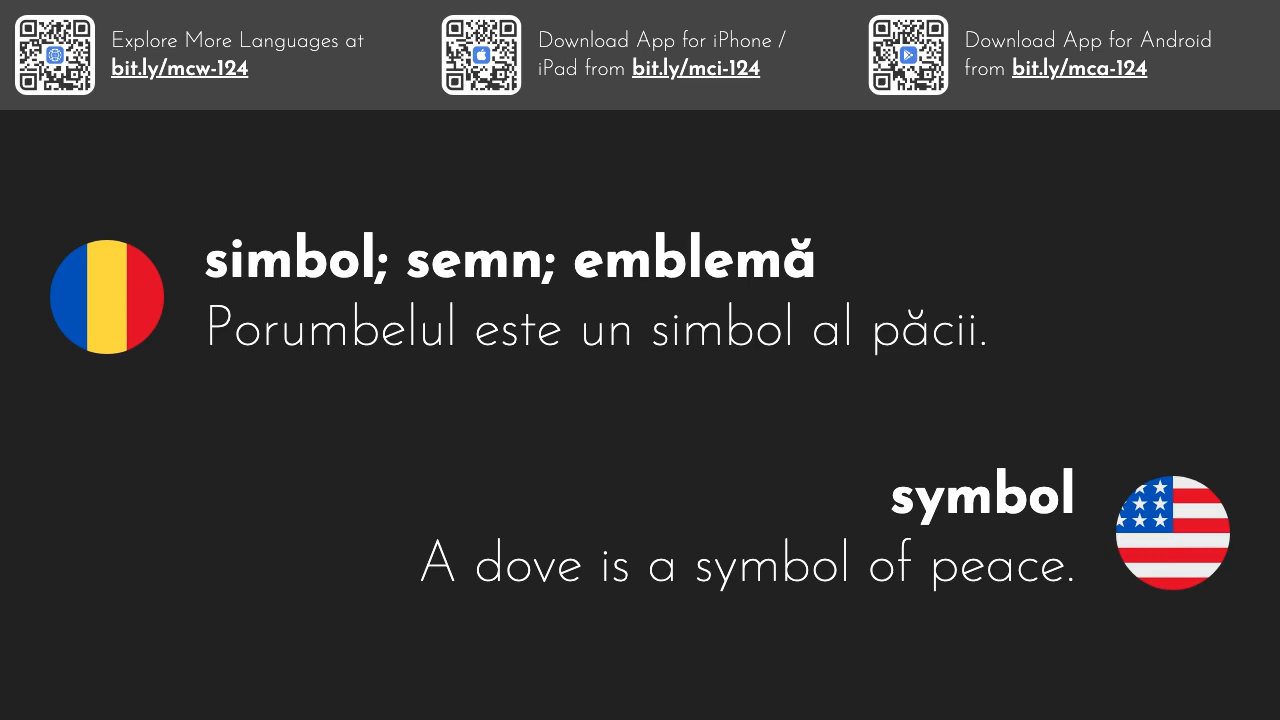 Explore More Languages at
bit.ly/mcw-124
Download App for iPhone /
iPad from bit.ly/mci-124
Download App for Android
from bit.ly/mca-124
simbol; semn; emblemă
Porumbelul este un simbol al păcii.
symbol
A dove is a symbol of peace.